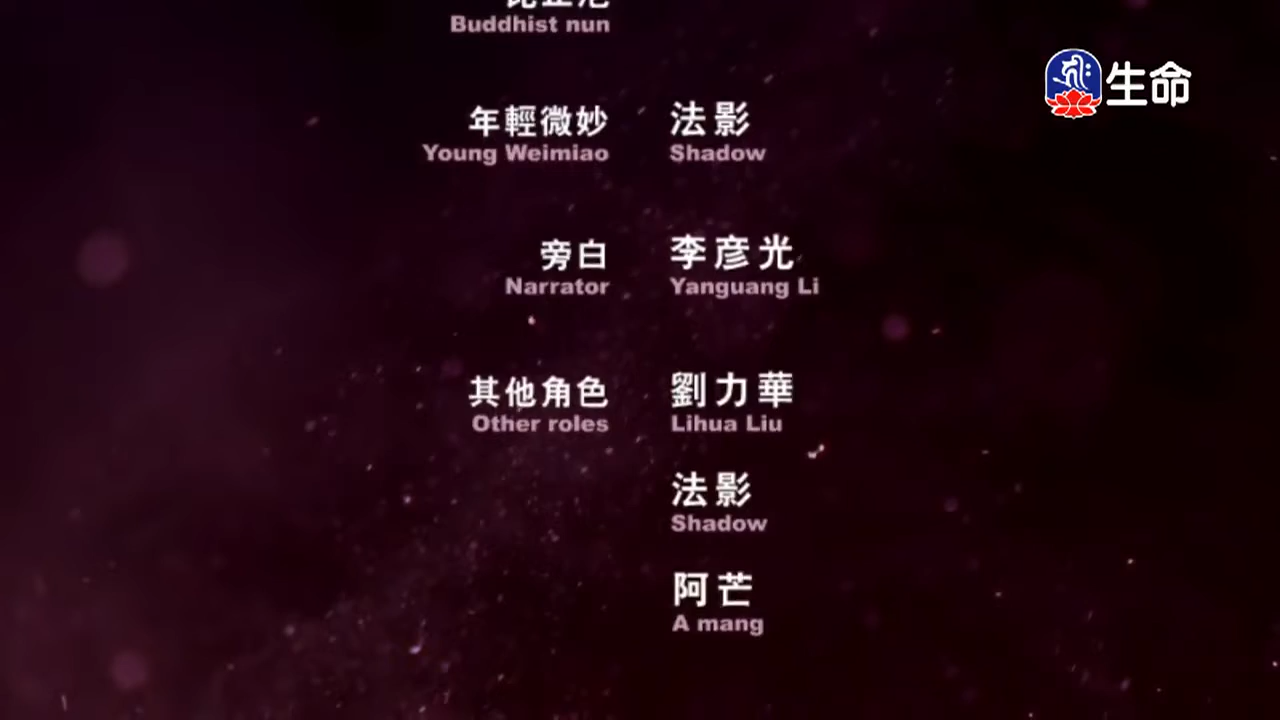 Buddhist nun
生命
年輕微妙 法影
Young Weimiao Shadow
旁白 李彦光
Narrator Yanguang Li
其他角色 劉力華
Other roles Lihua Liu
法影
Shadow
阿芒
A mang